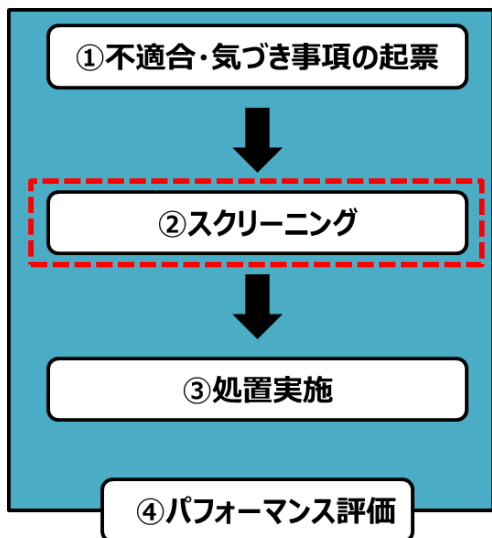 ①不適合・気づき事項の起票
②スクリーニング
③処置実施
④パフォーマンス評価